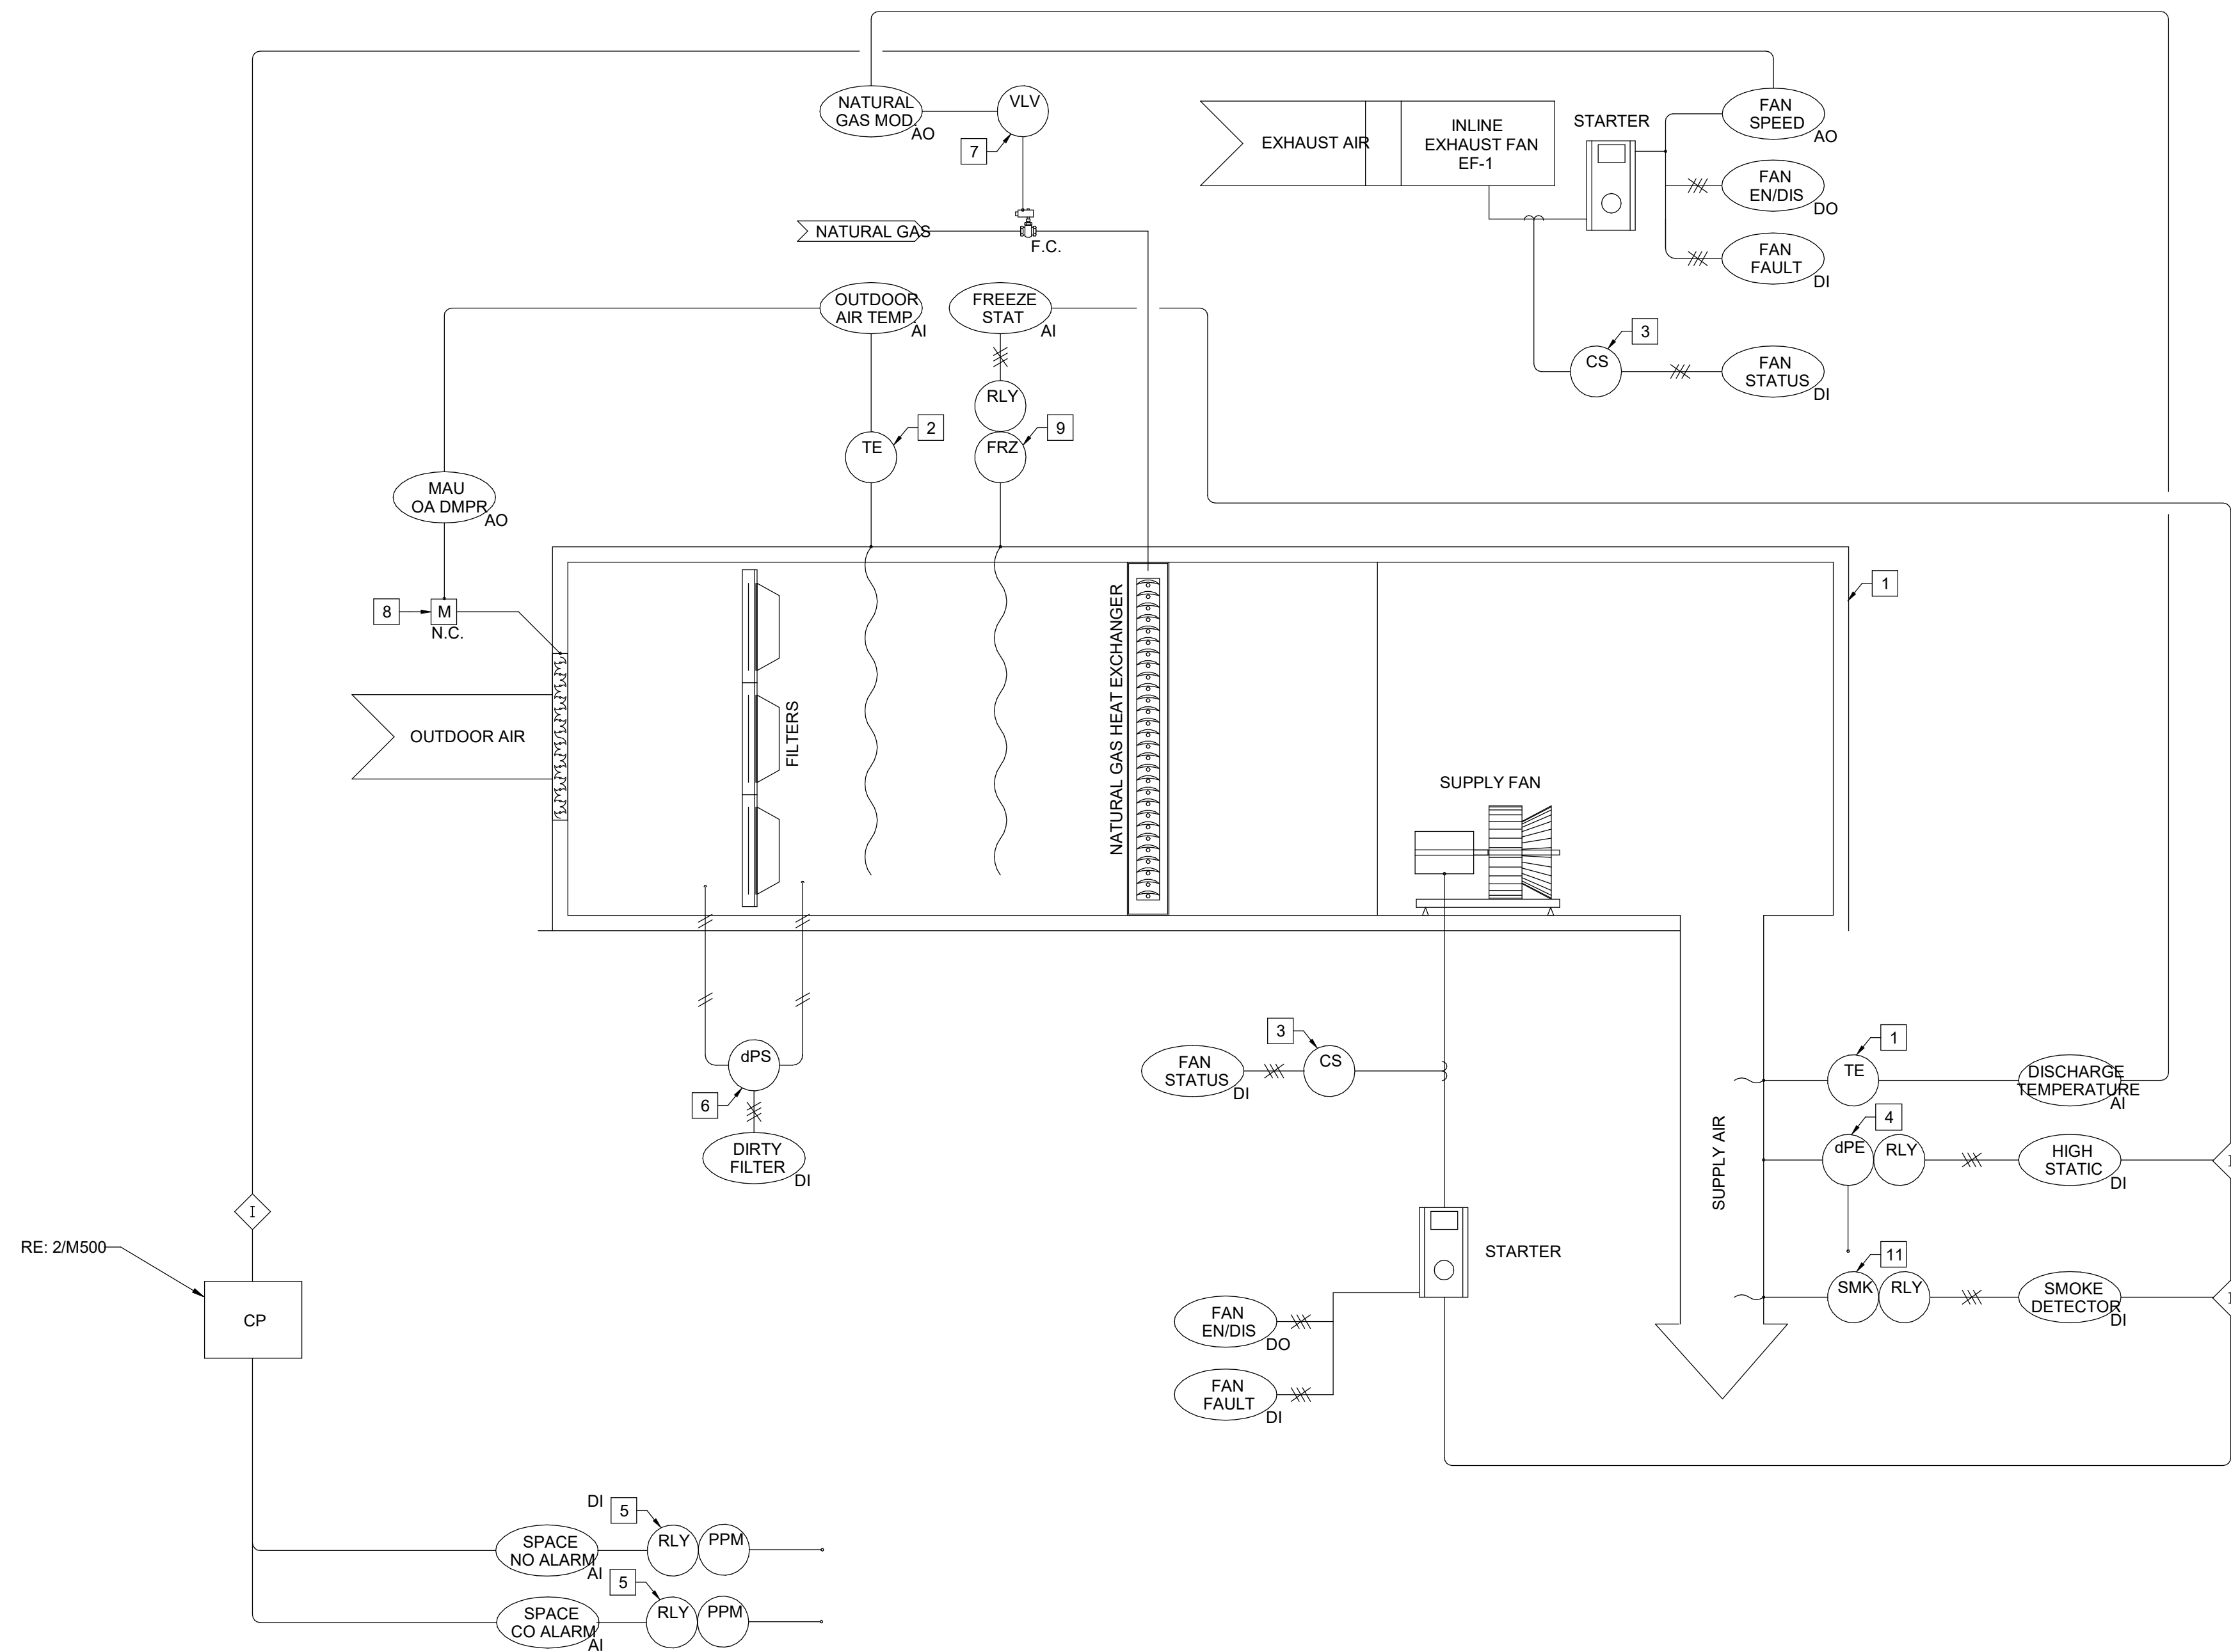 NATURAL
GAS MOD.
AO
VLV
7
NATURAL GAS
F.C.
EXHAUST AIR
INLINE
EXHAUST FAN
EF-1
STARTER
FAN
SPEED
AO
FAN
EN/DIS
DO
FAN
FAULT
DI
3
CS
FAN
STATUS
DI
OUTDOOR
AIR TEMP.
AI
FREEZE
STAT
AI
RLY
TE
2
FRZ
9
MAU
OA DMPR
AO
8
M
N.C.
1
OUTDOOR AIR
FILTERS
NATURAL GAS HEAT EXCHANGER
SUPPLY FAN
dPS
6
DIRTY
FILTER
DI
3
FAN
STATUS
DI
CS
STARTER
FAN
EN/DIS
DO
FAN
FAULT
DI
SUPPLY AIR
1
TE
DISCHARGE
TEMPERATURE
AI
4
dPE
RLY
HIGH
STATIC
DI
I
11
SMK
RLY
SMOKE
DETECTOR
DI
I
I
RE: 2/M500
CP
DI
5
SPACE
NO ALARM
AI
RLY
PPM
5
SPACE
CO ALARM
AI
RLY
PPM